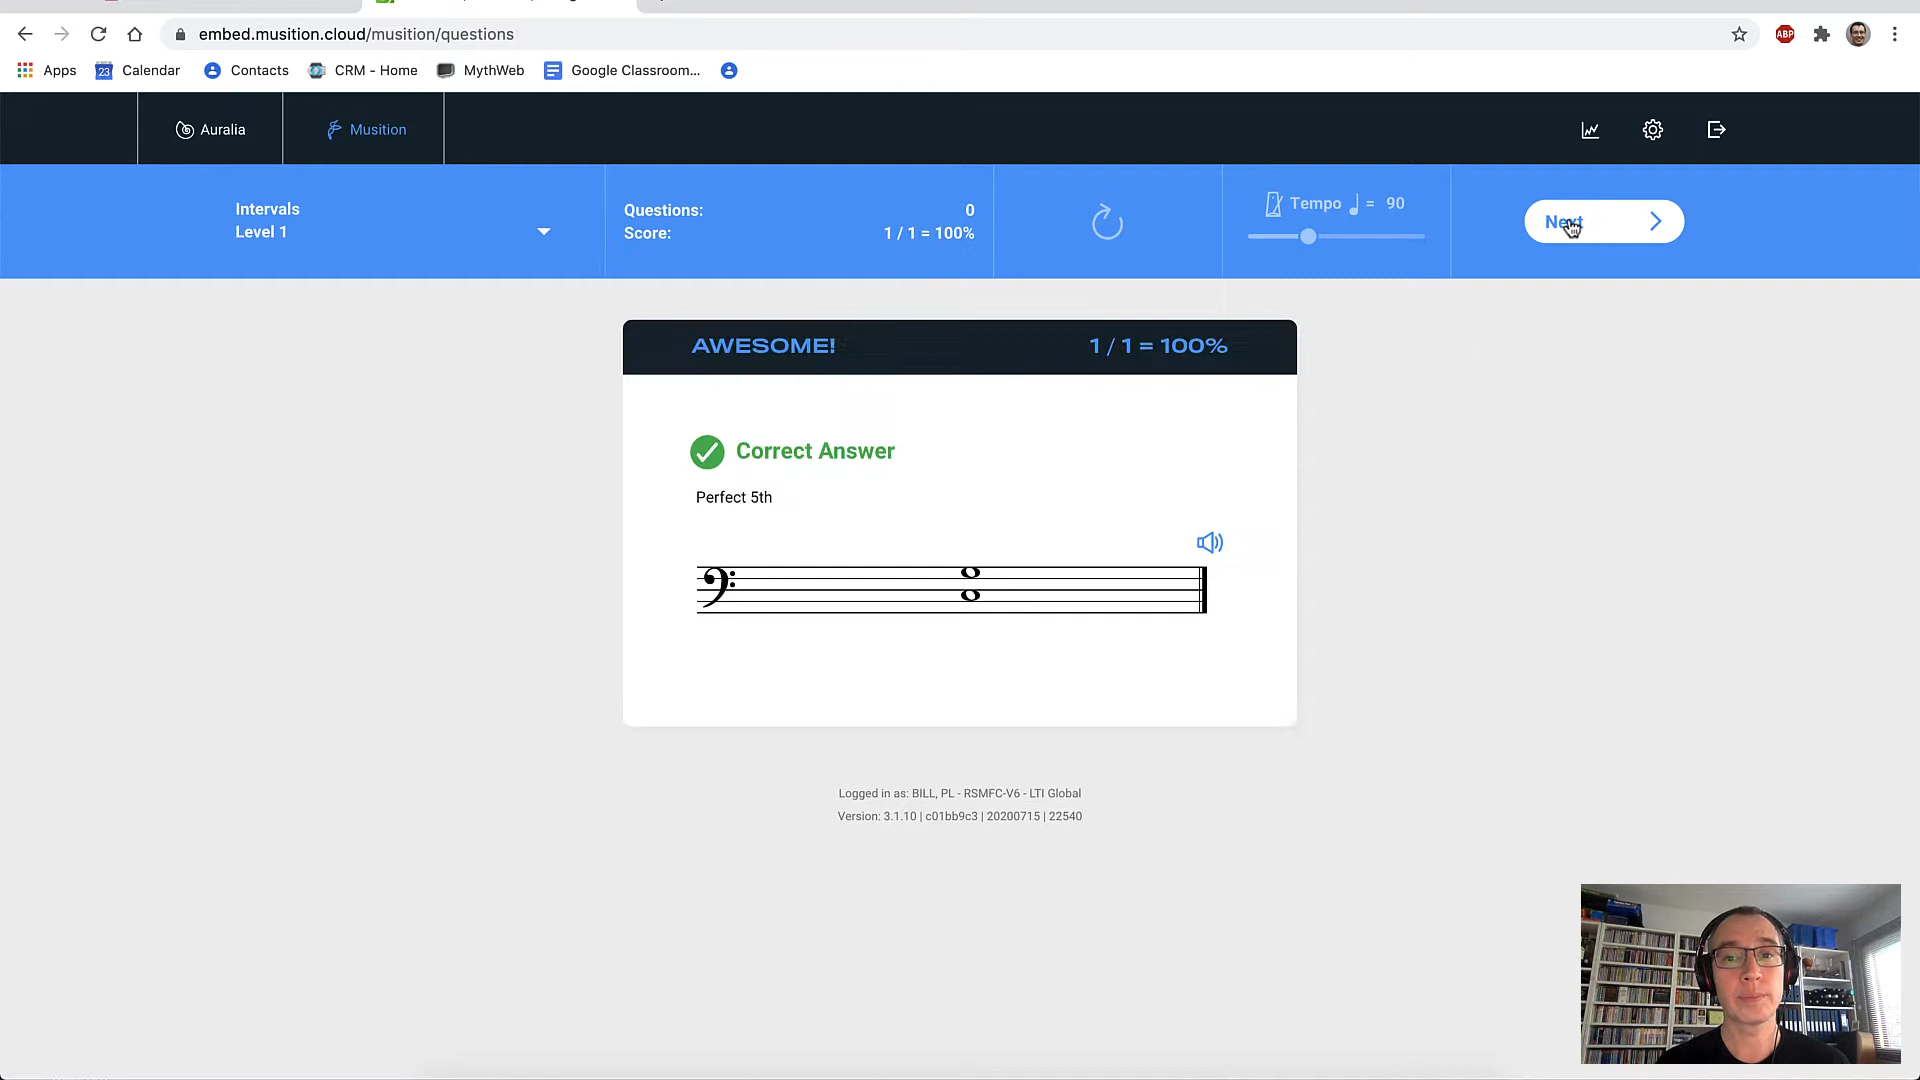 embed.musition.cloud/musition/questions
ABP
Apps
23
Calendar
Contacts
CRM - Home
MythWeb
Google Classroom...
Auralia
Musition
Intervals
Level 1
Questions: 0
Score: 1 / 1 = 100%
Tempo = 90
Next
AWESOME! 1 / 1 = 100%
Correct Answer
Perfect 5th
Logged in as: BILL, PL - RSMFC-V6 - LTI Global
Version: 3.1.10 | c01bb9c3 | 20200715 | 22540